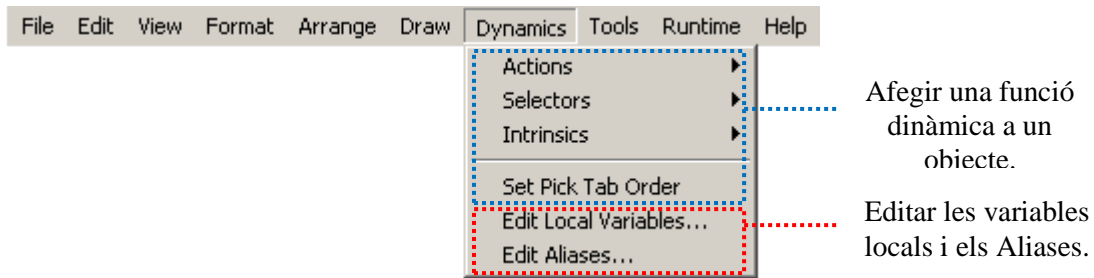 File Edit View Format Arrange Draw Dynamics Tools Runtime Help
Actions
Selectors
Intrinsics
Set Pick Tab Order
Edit Local Variables...
Edit Aliases...
Afegir una funció
dinàmica a un
objecte.
Editar les variables
locals i els Aliases.